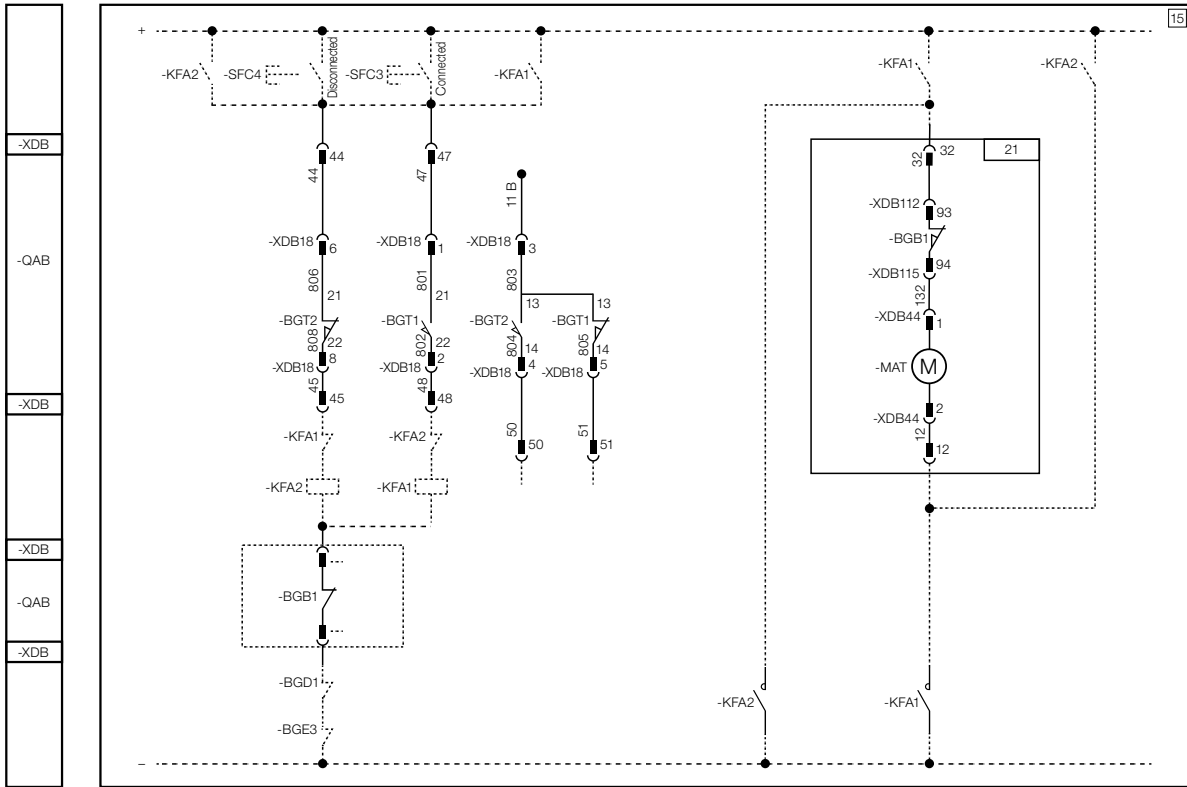 15
+
-KFA2
-SFC4
Disconnected
-SFC3
Connected
-KFA1
-KFA1
-KFA2
-XDB
44
47
32
32
21
44
47
11 B
-XDB112
93
-XDB18
6
-XDB18
1
-XDB18
3
-BGB1
-QAB
94
806
801
803
-XDB115
21
21
13
13
132
-BGT2
-BGT1
-BGT2
-BGT1
-XDB44
1
808
22
802
22
804
14
805
14
8
2
4
5
-XDB18
-XDB18
-XDB18
-XDB18
-MAT
M
45
48
-XDB
45
48
2
-XDB44
50
51
12
-KFA1
-KFA2
50
51
12
-KFA2
-KFA1
-XDB
-QAB
-BGB1
-XDB
-BGD1
-KFA2
-KFA1
-BGE3
–